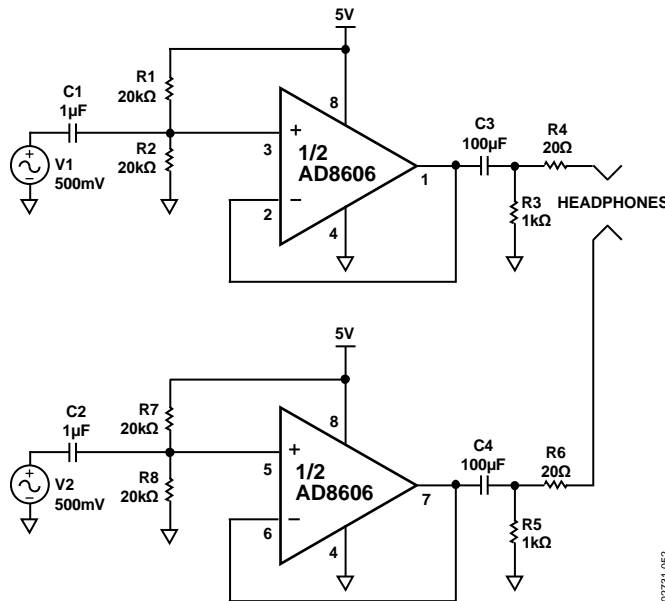 5V
R1
20kΩ
C1
1µF
R2
20kΩ
V1
500mV
+
−
3
2
8
1/2
AD8606
4
1
C3
100µF
R4
20Ω
R3
1kΩ
HEADPHONES
+
−
5V
R7
20kΩ
C2
1µF
R8
20kΩ
V2
500mV
+
−
5
6
8
1/2
AD8606
4
7
C4
100µF
R6
20Ω
R5
1kΩ
+
−
02731-052